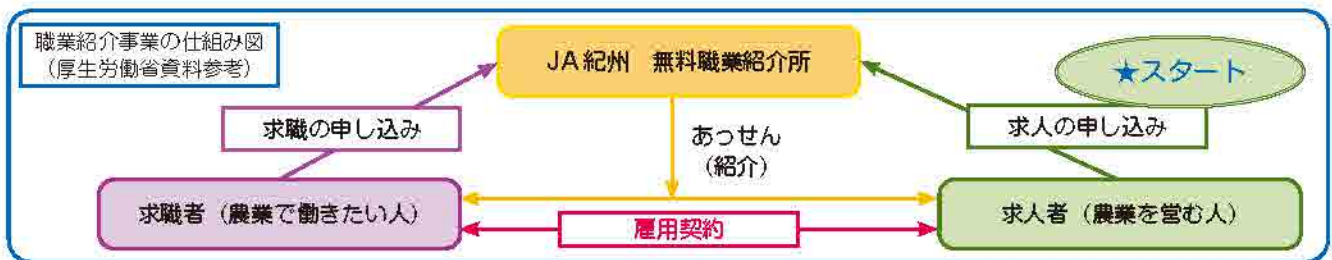 職業紹介事業の仕組み図
(厚生労働省資料参考)
JA紀州 無料職業紹介所
★スタート
求職の申し込み
求人の申し込み
あっせん
(紹介)
求職者(農業で働きたい人)
求人者(農業を営む人)
雇用契約